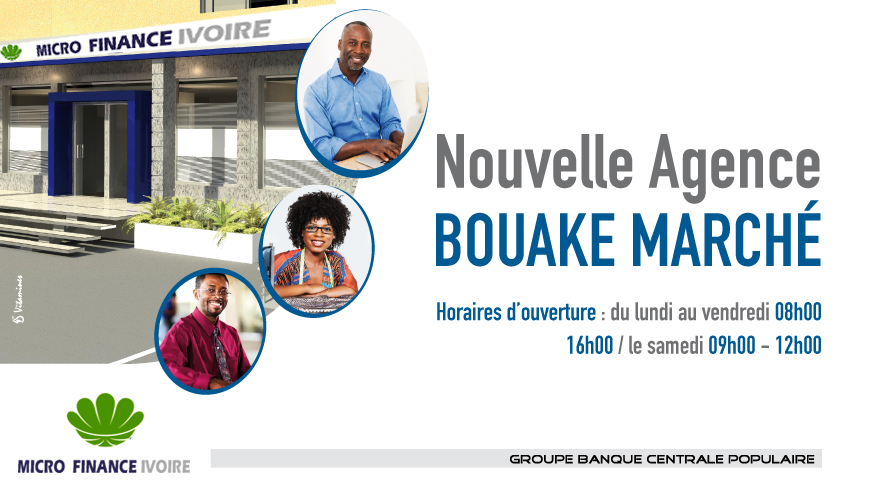 MICRO FINANCE IVOIRE
Nouvelle Agence
BOUAKE MARCHÉ
Horaires d'ouverture : du lundi au vendredi 08h00
16h00 / le samedi 09h00 - 12h00
Vitamines
MICRO FINANCE IVOIRE
GROUPE BANQUE CENTRALE POPULAIRE